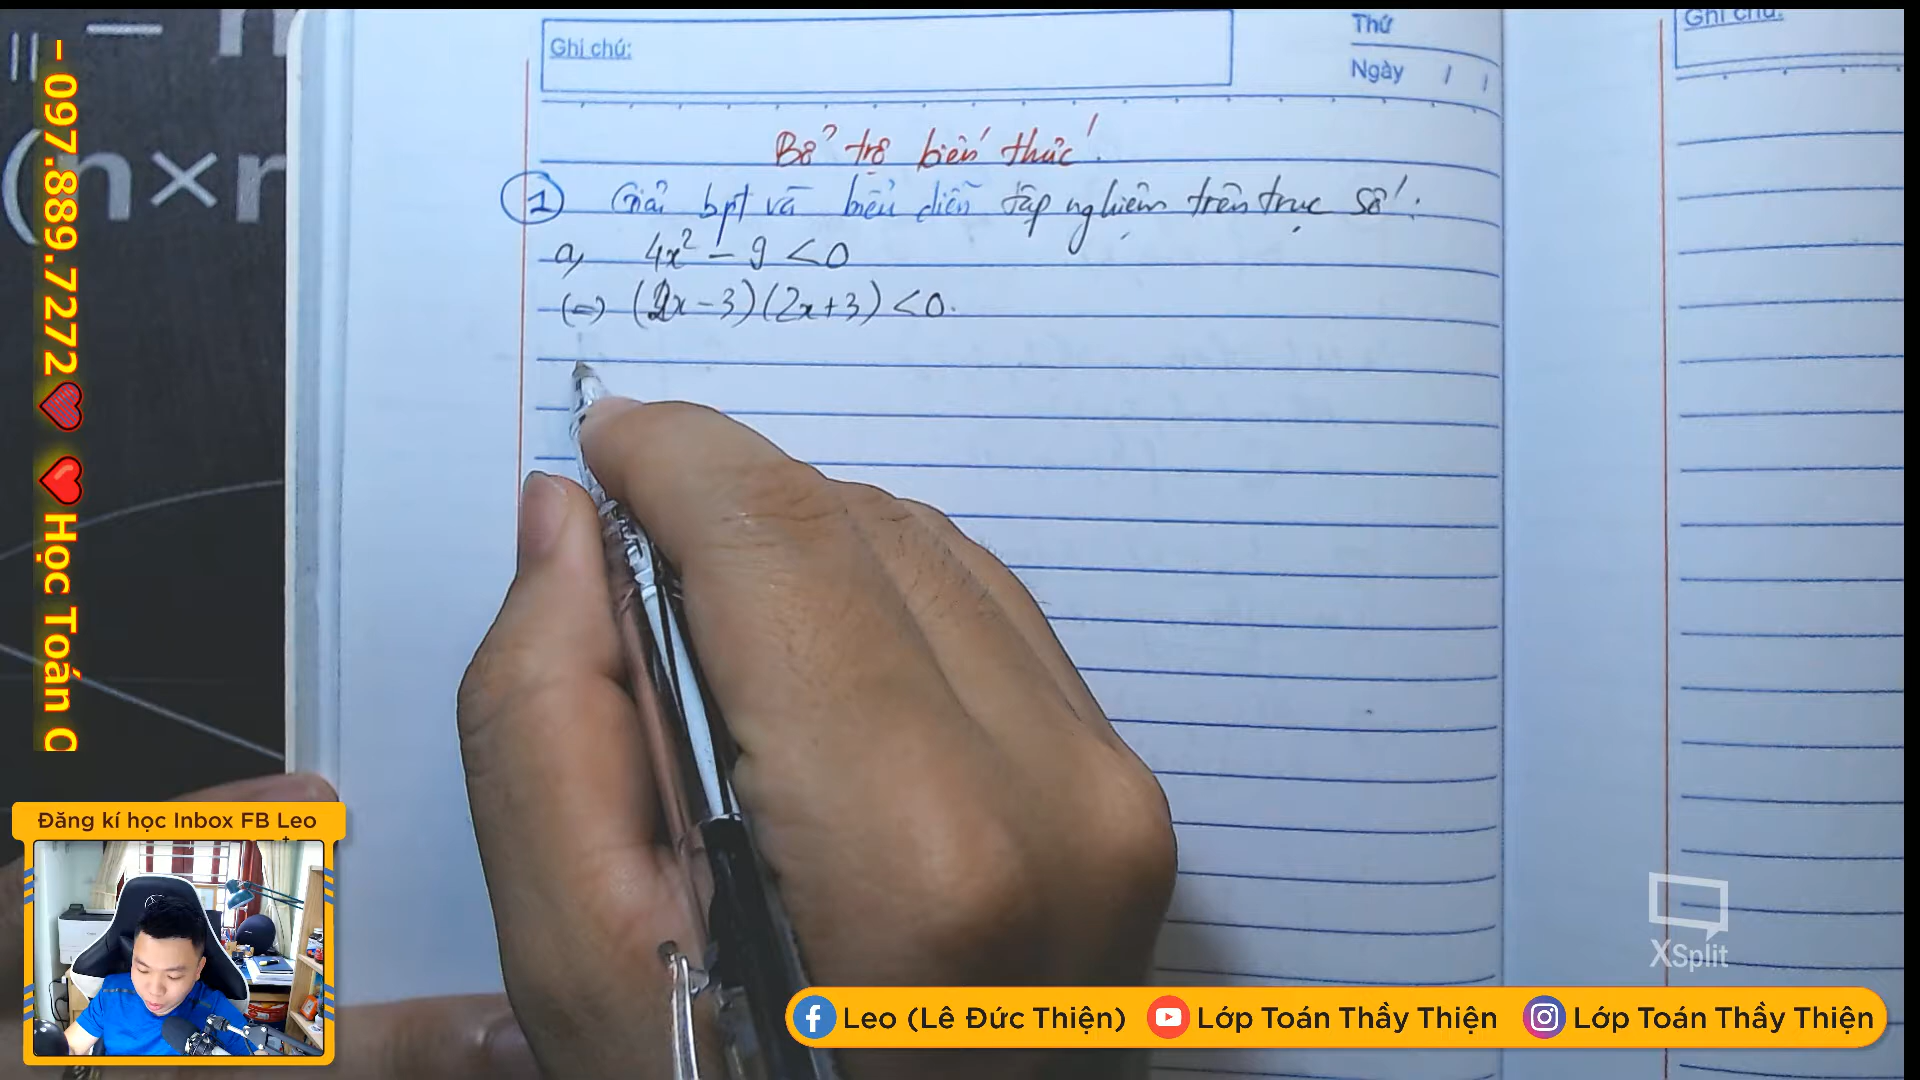 Ghi chú:
Thứ
Ngày / /
Ghi chú:
Bổ trợ kiến thức.
① Giải bpt và biểu diễn tập nghiệm trên trục số:
a, 4x² - 9 < 0
(=) (2x - 3)(2x + 3) < 0.
- 097.889.7272 ❤️ ❤️ Học Toán O
(n×n
Đăng kí học Inbox FB Leo
XSplit
Leo (Lê Đức Thiện) Lớp Toán Thầy Thiện Lớp Toán Thầy Thiện